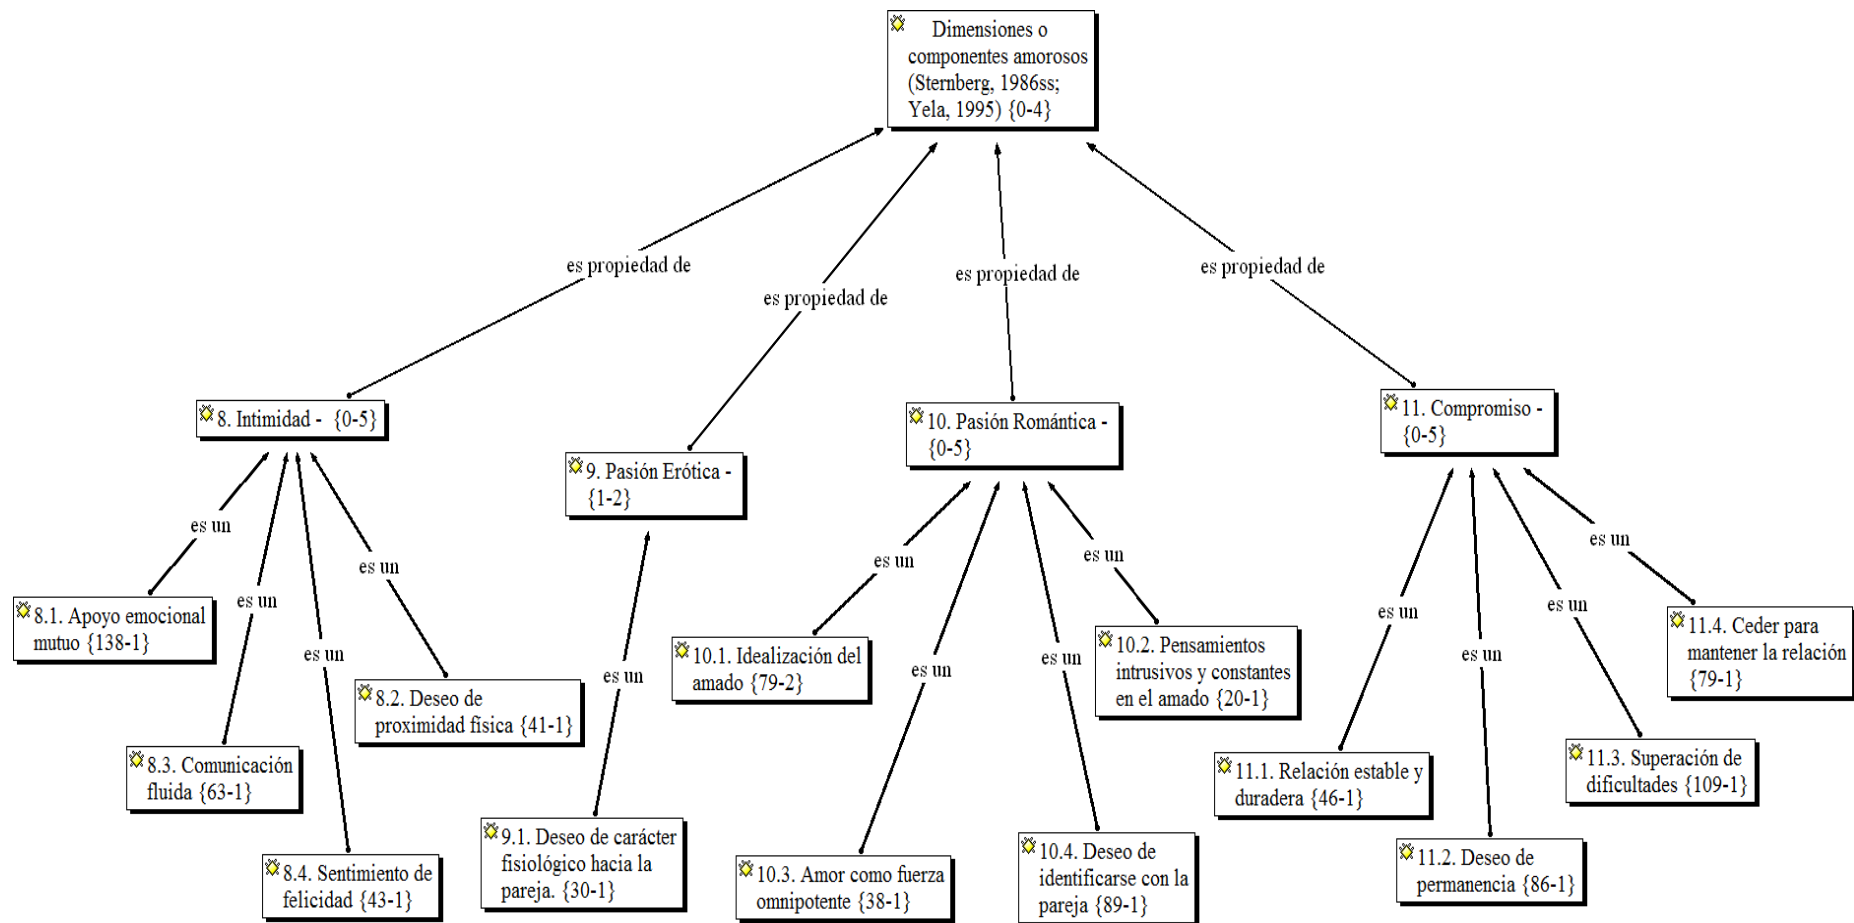 Dimensiones o
componentes amorosos
(Sternberg, 1986ss;
Yela, 1995) {0-4}
es propiedad de
es propiedad de
es propiedad de
es propiedad de
8. Intimidad - {0-5}
9. Pasión Erótica -
{1-2}
10. Pasión Romántica -
{0-5}
11. Compromiso -
{0-5}
es un
es un
es un
es un
es un
es un
es un
es un
es un
es un
es un
es un
es un
8.1. Apoyo emocional
mutuo {138-1}
8.2. Deseo de
proximidad física {41-1}
8.3. Comunicación
fluida {63-1}
8.4. Sentimiento de
felicidad {43-1}
9.1. Deseo de carácter
fisiológico hacia la
pareja. {30-1}
10.1. Idealización del
amado {79-2}
10.2. Pensamientos
intrusivos y constantes
en el amado {20-1}
10.3. Amor como fuerza
omnipotente {38-1}
10.4. Deseo de
identificarse con la
pareja {89-1}
11.1. Relación estable y
duradera {46-1}
11.2. Deseo de
permanencia {86-1}
11.3. Superación de
dificultades {109-1}
11.4. Ceder para
mantener la relación
{79-1}